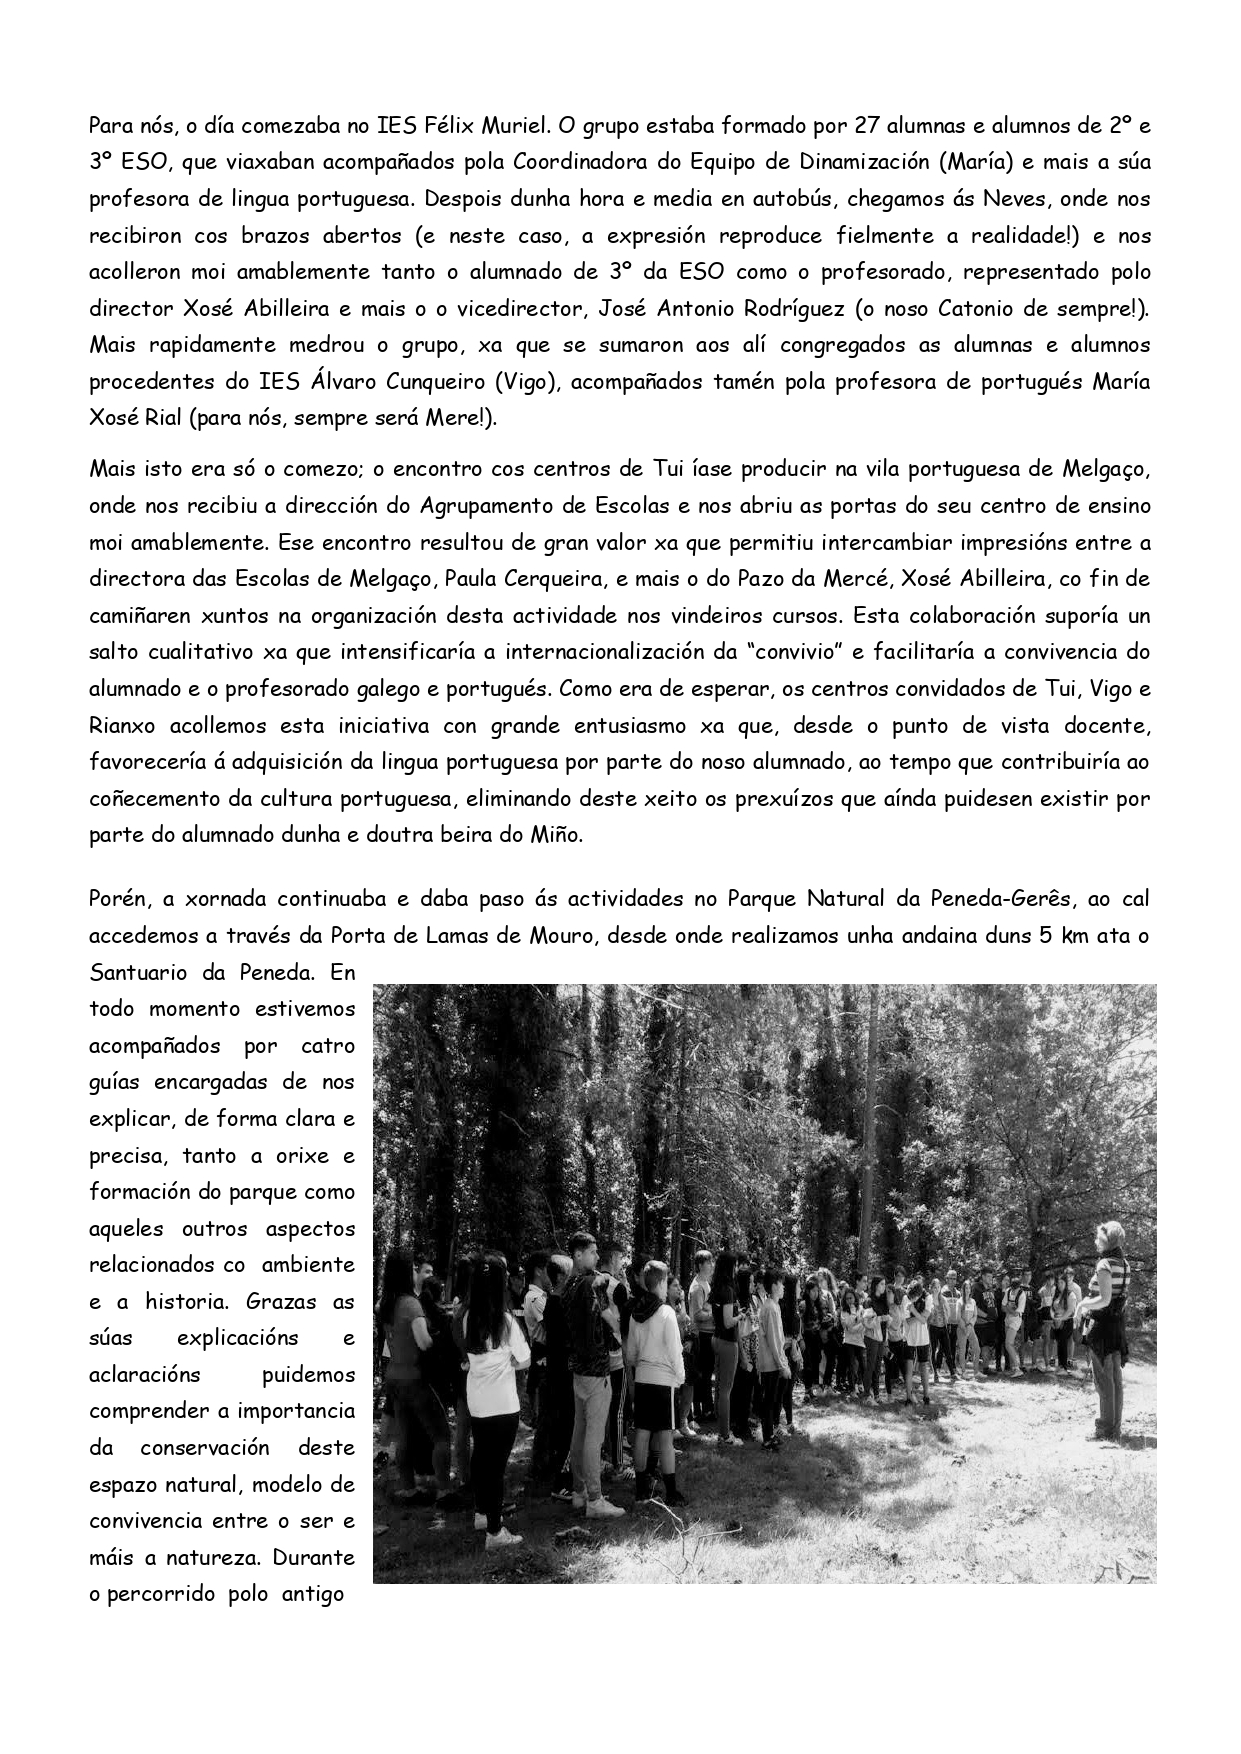 Para nós, o día comezaba no IES Félix Muriel. O grupo estaba formado por 27 alumnas e alumnos de 2º e
3º ESO, que viaxaban acompañados pola Coordinadora do Equipo de Dinamización (María) e mais a súa
profesora de lingua portuguesa. Despois dunha hora e media en autobús, chegamos ás Neves, onde nos
recibiron cos brazos abertos (e neste caso, a expresión reproduce fielmente a realidade!) e nos
acolleron moi amablemente tanto o alumnado de 3º da ESO como o profesorado, representado polo
director Xosé Abilleira e mais o o vicedirector, José Antonio Rodríguez (o noso Catonio de sempre!).
Mais rapidamente medrou o grupo, xa que se sumaron aos alí congregados as alumnas e alumnos
procedentes do IES Álvaro Cunqueiro (Vigo), acompañados tamén pola profesora de portugués María
Xosé Rial (para nós, sempre será Mere!).
Mais isto era só o comezo; o encontro cos centros de Tui íase producir na vila portuguesa de Melgaço,
onde nos recibiu a dirección do Agrupamento de Escolas e nos abriu as portas do seu centro de ensino
moi amablemente. Ese encontro resultou de gran valor xa que permitiu intercambiar impresións entre a
directora das Escolas de Melgaço, Paula Cerqueira, e mais o do Pazo da Mercé, Xosé Abilleira, co fin de
camiñaren xuntos na organización desta actividade nos vindeiros cursos. Esta colaboración suporía un
salto cualitativo xa que intensificaría a internacionalización da “convivio” e facilitaría a convivencia do
alumnado e o profesorado galego e portugués. Como era de esperar, os centros convidados de Tui, Vigo e
Rianxo acollemos esta iniciativa con grande entusiasmo xa que, desde o punto de vista docente,
favorecería á adquisición da lingua portuguesa por parte do noso alumnado, ao tempo que contribuiría ao
coñecemento da cultura portuguesa, eliminando deste xeito os prexuízos que aínda puidesen existir por
parte do alumnado dunha e doutra beira do Miño.
Porén, a xornada continuaba e daba paso ás actividades no Parque Natural da Peneda-Gerês, ao cal
accedemos a través da Porta de Lamas de Mouro, desde onde realizamos unha andaina duns 5 km ata o
Santuario da Peneda. En
todo momento estivemos
acompañados por catro
guías encargadas de nos
explicar, de forma clara e
precisa, tanto a orixe e
formación do parque como
aqueles outros aspectos
relacionados co ambiente
e a historia. Grazas as
súas explicacións e
aclaracións puidemos
comprender a importancia
da conservación deste
espazo natural, modelo de
convivencia entre o ser e
máis a natureza. Durante
o percorrido polo antigo